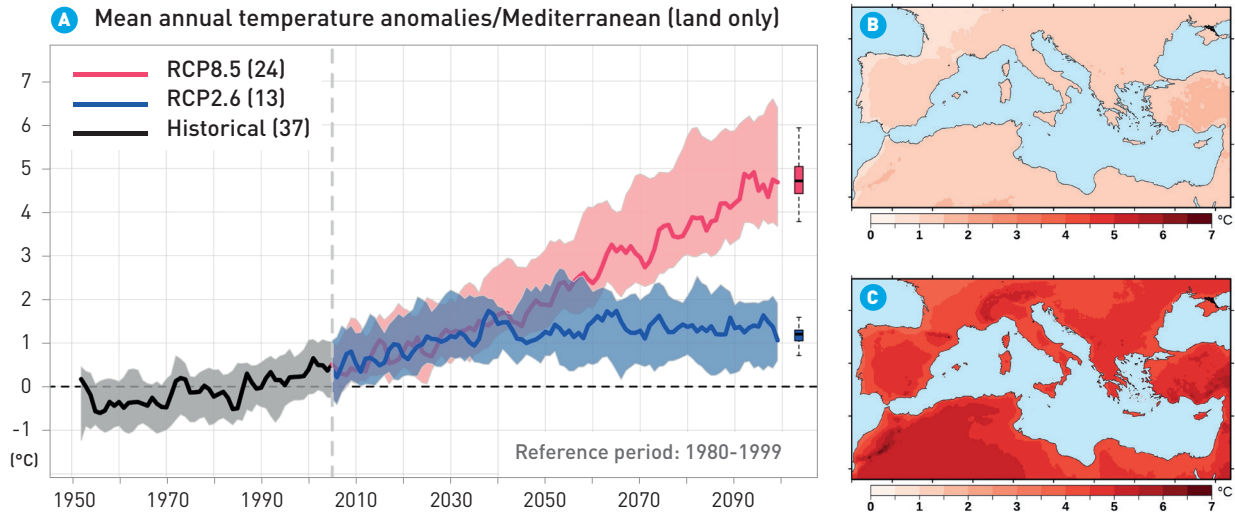 A Mean annual temperature anomalies/Mediterranean (land only)
RCP8.5 (24)
RCP2.6 (13)
Historical (37)
7
6
5
4
3
2
1
0
-1
(°C)
Reference period: 1980-1999
1950 1970 1990 2010 2030 2050 2070 2090
B
0 1 2 3 4 5 6 7 °C
C
0 1 2 3 4 5 6 7 °C